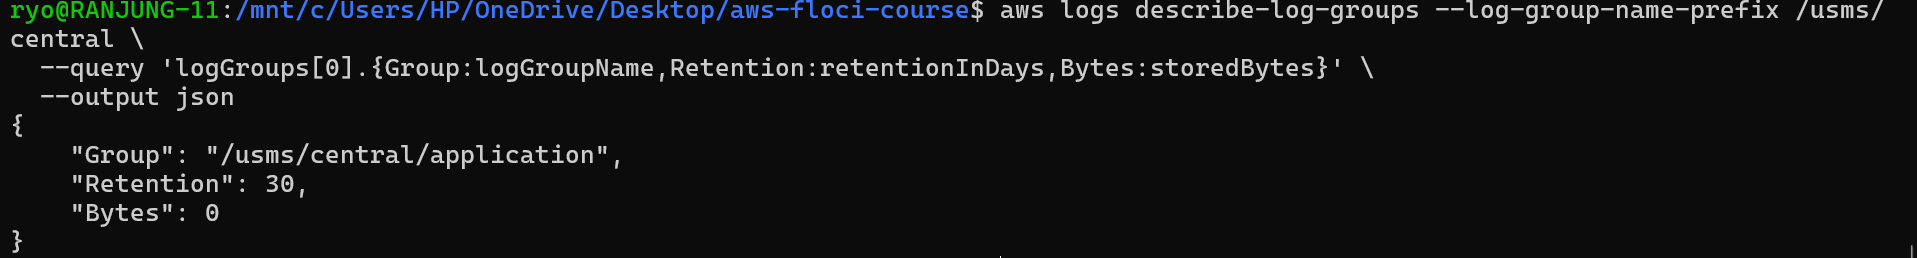 ryo@RANJUNG-11:/mnt/c/Users/HP/OneDrive/Desktop/aws-floci-course$ aws logs describe-log-groups --log-group-name-prefix /usms/
central \
  --query 'logGroups[0].{Group:logGroupName,Retention:retentionInDays,Bytes:storedBytes}' \
  --output json
{
    "Group": "/usms/central/application",
    "Retention": 30,
    "Bytes": 0
}